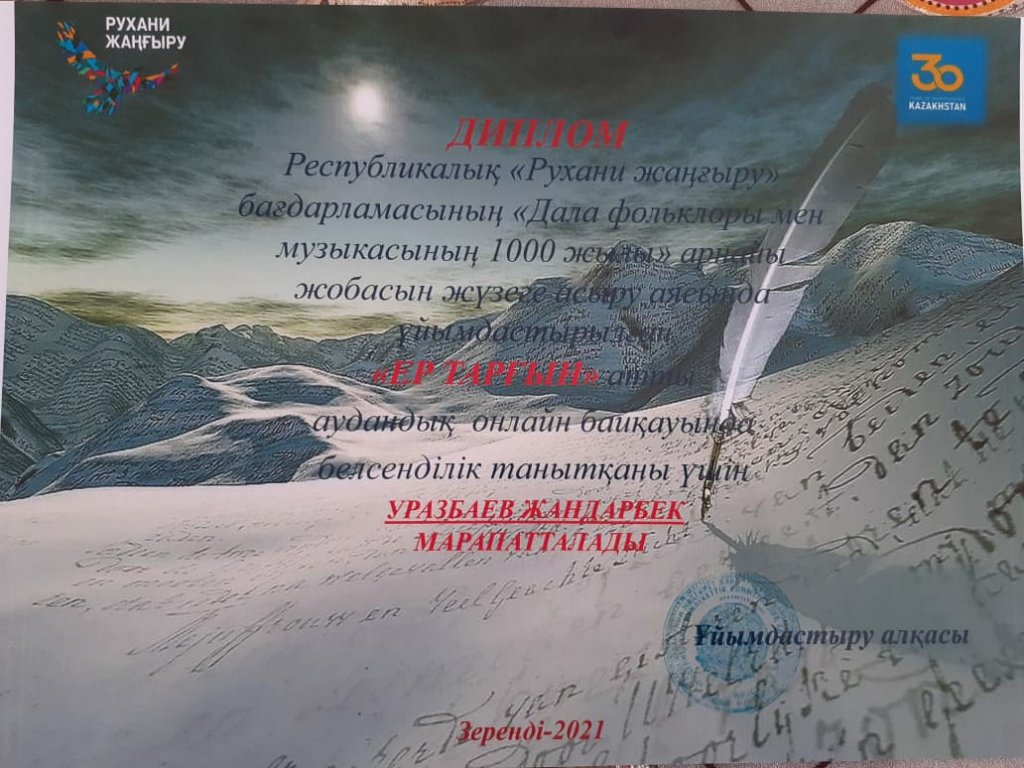 РУХАНИ
ЖАҢҒЫРУ
30
KAZAKHSTAN
ДИПЛОМ
Республикалық «Рухани жаңғыру»
бағдарламасының «Дала фольклоры мен
музыкасының 1000 жылы» арнайы
жобасын жүзеге асыру аясында
ұйымдастырылған
«ЕР ТАРҒЫН» атты
аудандық онлайн байқауында
белсенділік танытқаны үшін
УРАЗБАЕВ ЖАНДАРБЕК
МАРАПАТТАЛАДЫ
Ұйымдастыру алқасы
Зеренді-2021